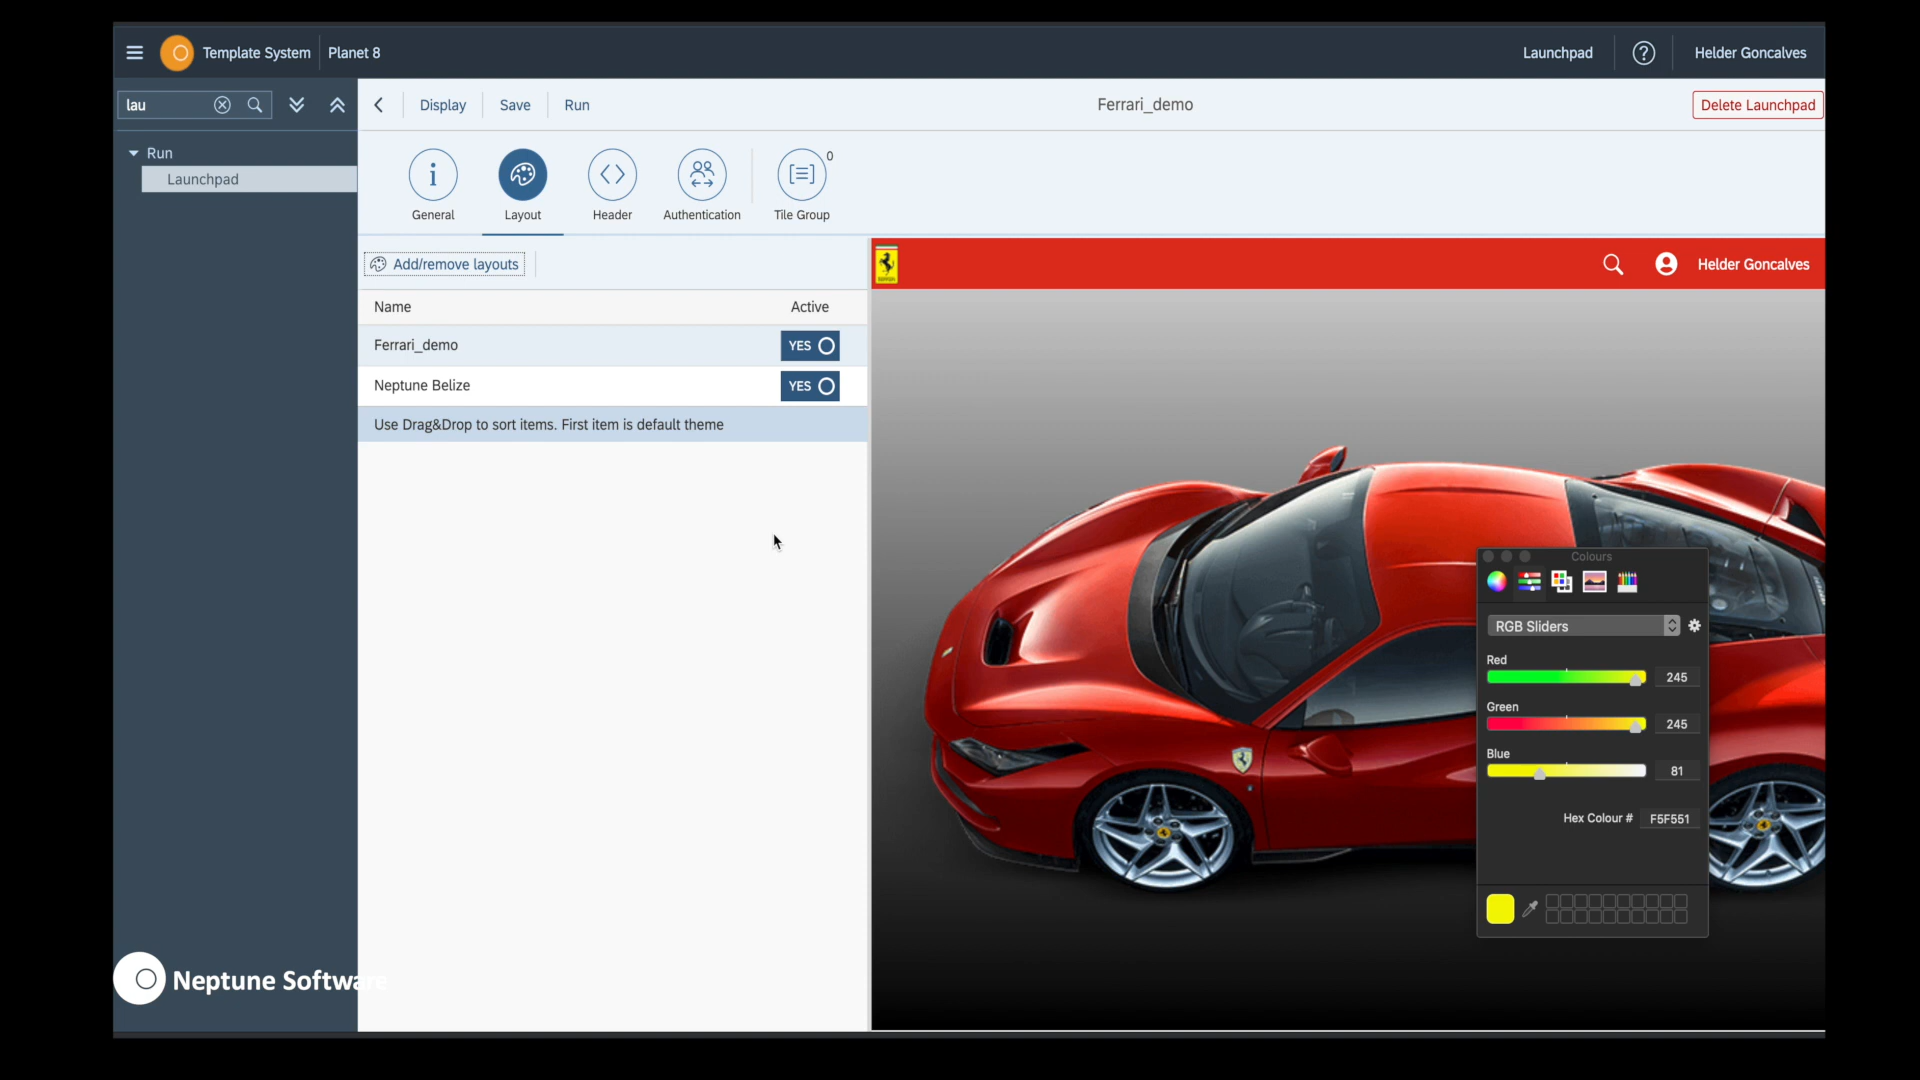 Template System
Planet 8
Launchpad
Helder Goncalves
lau
Display
Save
Run
Ferrari_demo
Delete Launchpad
Run
Launchpad
General
Layout
Header
Authentication
Tile Group
0
Add/remove layouts
Helder Goncalves
Name
Active
Ferrari_demo
YES
Neptune Belize
YES
Use Drag&Drop to sort items. First item is default theme
Colours
RGB Sliders
Red
245
Green
245
Blue
81
Hex Colour #
F5F551
Neptune Software